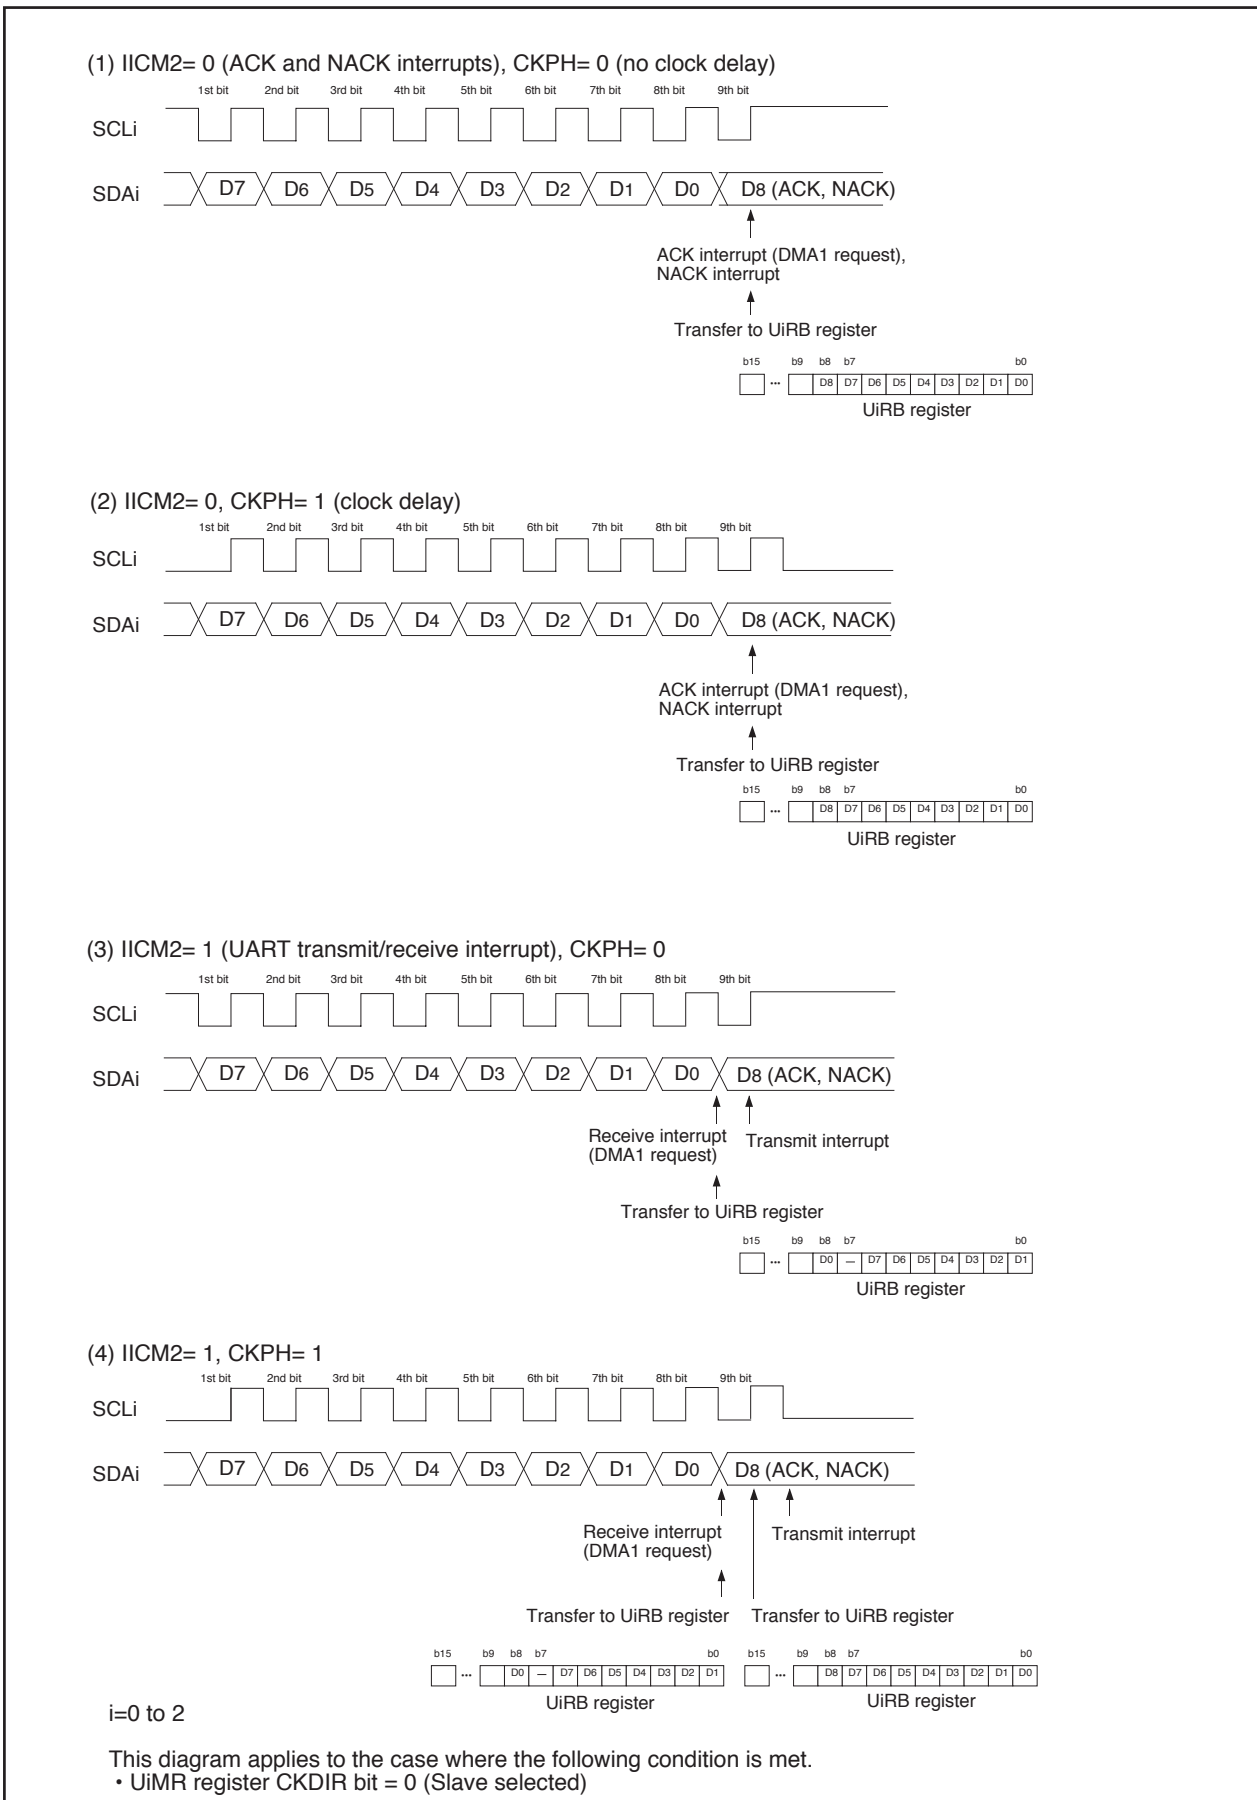 (1) IICM2= 0 (ACK and NACK interrupts), CKPH= 0 (no clock delay)
1st bit 2nd bit 3rd bit 4th bit 5th bit 6th bit 7th bit 8th bit 9th bit
SCLi
SDAi D7 D6 D5 D4 D3 D2 D1 D0 D8 (ACK, NACK)
ACK interrupt (DMA1 request),
NACK interrupt
Transfer to UiRB register
b15 b9 b8 b7 b0
... D8 D7 D6 D5 D4 D3 D2 D1 D0
UiRB register
(2) IICM2= 0, CKPH= 1 (clock delay)
1st bit 2nd bit 3rd bit 4th bit 5th bit 6th bit 7th bit 8th bit 9th bit
SCLi
SDAi D7 D6 D5 D4 D3 D2 D1 D0 D8 (ACK, NACK)
ACK interrupt (DMA1 request),
NACK interrupt
Transfer to UiRB register
b15 b9 b8 b7 b0
... D8 D7 D6 D5 D4 D3 D2 D1 D0
UiRB register
(3) IICM2= 1 (UART transmit/receive interrupt), CKPH= 0
1st bit 2nd bit 3rd bit 4th bit 5th bit 6th bit 7th bit 8th bit 9th bit
SCLi
SDAi D7 D6 D5 D4 D3 D2 D1 D0 D8 (ACK, NACK)
Receive interrupt Transmit interrupt
(DMA1 request)
Transfer to UiRB register
b15 b9 b8 b7 b0
... D0 — D7 D6 D5 D4 D3 D2 D1
UiRB register
(4) IICM2= 1, CKPH= 1
1st bit 2nd bit 3rd bit 4th bit 5th bit 6th bit 7th bit 8th bit 9th bit
SCLi
SDAi D7 D6 D5 D4 D3 D2 D1 D0 D8 (ACK, NACK)
Receive interrupt Transmit interrupt
(DMA1 request)
Transfer to UiRB register Transfer to UiRB register
b15 b9 b8 b7 b0 b15 b9 b8 b7 b0
... D0 — D7 D6 D5 D4 D3 D2 D1 ... D8 D7 D6 D5 D4 D3 D2 D1 D0
UiRB register UiRB register
i=0 to 2
This diagram applies to the case where the following condition is met.
• UiMR register CKDIR bit = 0 (Slave selected)